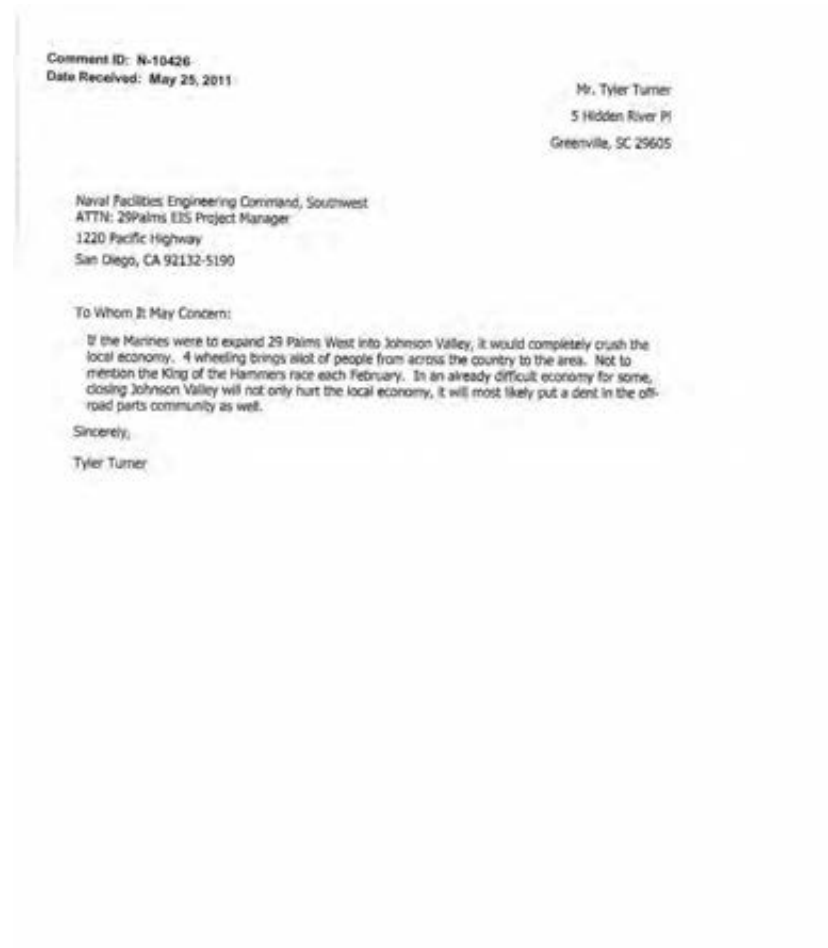 Comment ID: N-10426
Date Received: May 25, 2011
Mr. Tyler Turner
5 Hidden River Pl
Greenville, SC 29605
Naval Facilities Engineering Command, Southwest
ATTN: 29Palms EIS Project Manager
1220 Pacific Highway
San Diego, CA 92132-5190
To Whom It May Concern:
If the Marines were to expand 29 Palms West into Johnson Valley, it would completely crush the
local economy. 4 wheeling brings allot of people from across the country to the area. Not to
mention the King of the Hammers race each February. In an already difficult economy for some,
closing Johnson Valley will not only hurt the local economy, it will most likely put a dent in the off-
road parts community as well.
Sincerely,
Tyler Turner